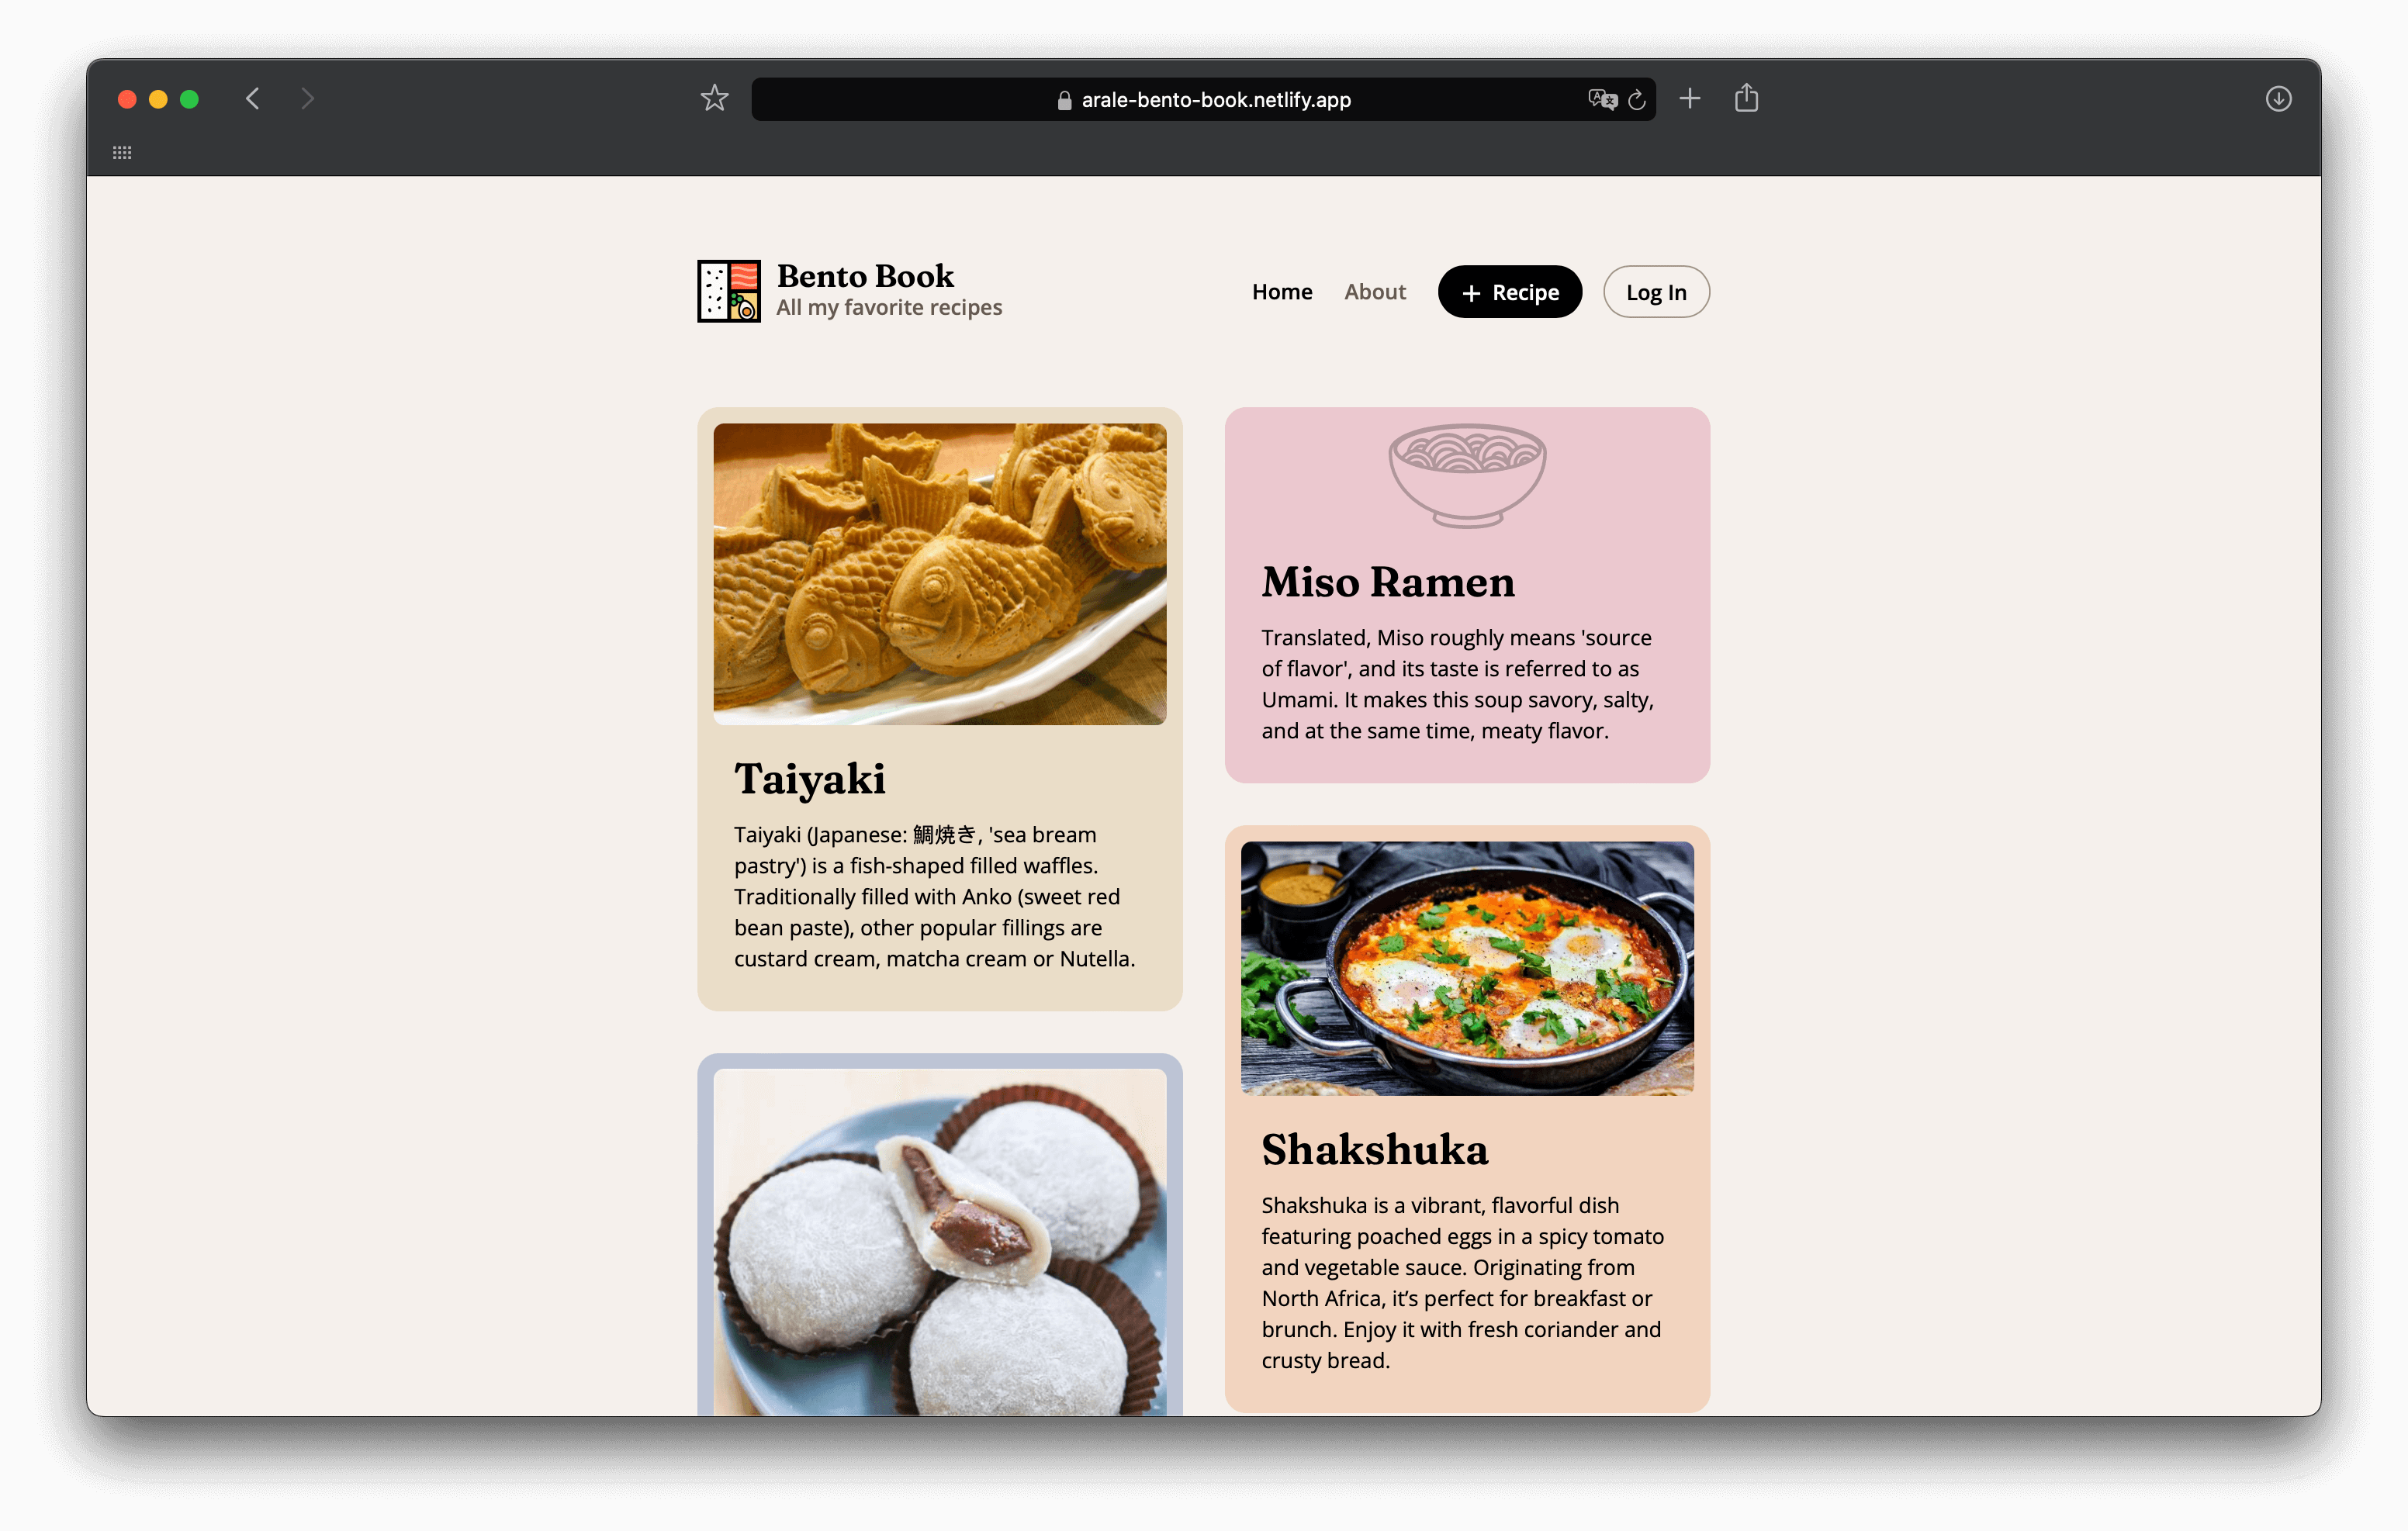 arale-bento-book.netlify.app
Bento Book
All my favorite recipes
Home
About
+ Recipe
Log In
Taiyaki
Taiyaki (Japanese: 鯛焼き, 'sea bream
pastry') is a fish-shaped filled waffles.
Traditionally filled with Anko (sweet red
bean paste), other popular fillings are
custard cream, matcha cream or Nutella.
Miso Ramen
Translated, Miso roughly means 'source
of flavor', and its taste is referred to as
Umami. It makes this soup savory, salty,
and at the same time, meaty flavor.
Shakshuka
Shakshuka is a vibrant, flavorful dish
featuring poached eggs in a spicy tomato
and vegetable sauce. Originating from
North Africa, it’s perfect for breakfast or
brunch. Enjoy it with fresh coriander and
crusty bread.